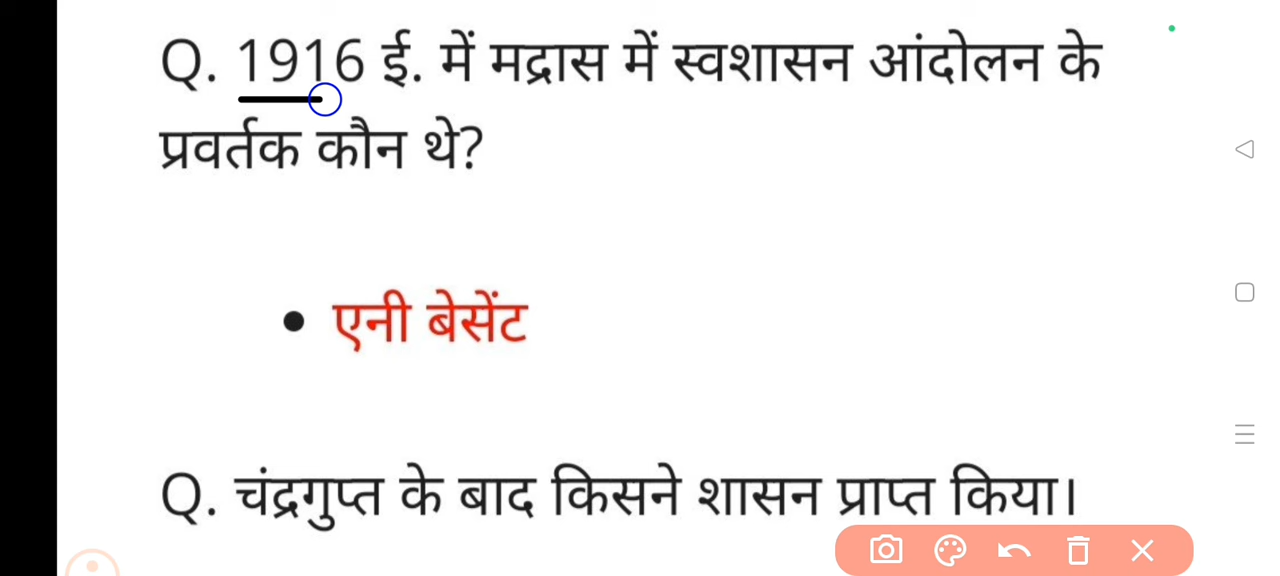 Q. 1916 ई. में मद्रास में स्वशासन आंदोलन के
प्रवर्तक कौन थे?
• एनी बेसेंट
Q. चंद्रगुप्त के बाद किसने शासन प्राप्त किया।